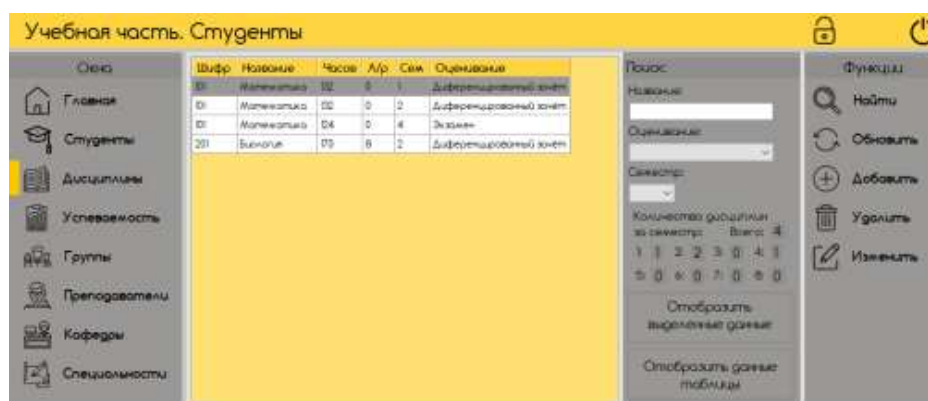 Учебная часть. Студенты
Окна
Главная
Студенты
Дисциплины
Успеваемость
Группы
Преподаватели
Кафедры
Специальности
Шифр Название Часов Л/р Сем Оценивание
101 Математика 132 0 1 Диференцированный зачёт
101 Математика 132 0 2 Диференцированный зачёт
101 Математика 124 0 4 Экзамен
201 Биология 8 2 Диференцированный зачёт
Поиск:
Название:
Оценивание:
Семестр:
Количество дисциплин
за семестр: Всего: 4
1: 1 2: 2 3: 0 4: 1
5: 0 6: 0 7: 0 8: 0
Отобразить
выделенные данные
Отобразить данные
таблицы
Функции
Найти
Обновить
Добавить
Удалить
Изменить